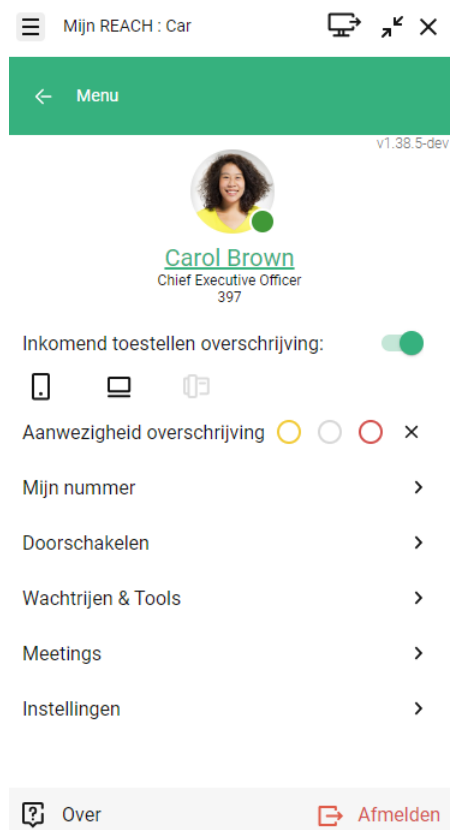 Mijn REACH : Car
Menu
v1.38.5-dev
Carol Brown
Chief Executive Officer
397
Inkomend toestellen overschrijving:
Aanwezigheid overschrijving
Mijn nummer
Doorschakelen
Wachtrijen & Tools
Meetings
Instellingen
Over
Afmelden